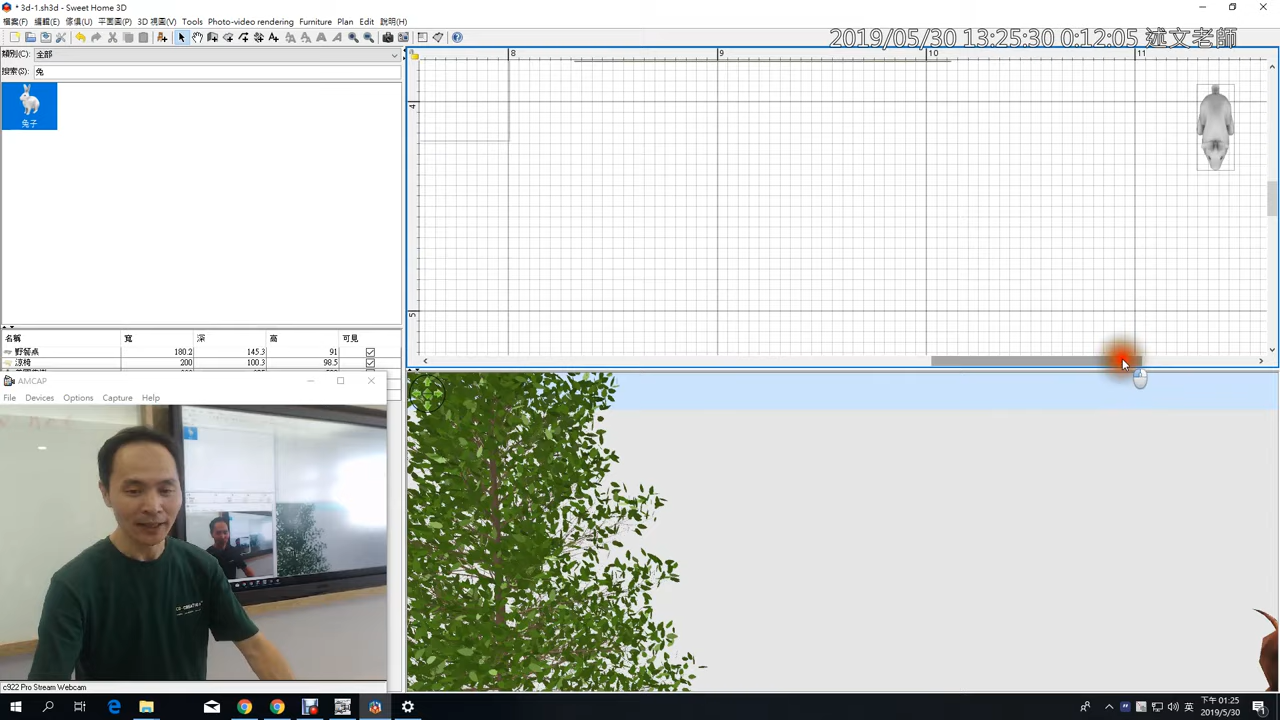 * 3d-1.sh3d - Sweet Home 3D
檔案(F) 編輯(E) 傢俱(U) 平面圖(P) 3D 視圖(V) Tools Photo-video rendering Furniture Plan Edit 說明(H)
2019/05/30 13:25:30 0:12:05 述文老師
類別(C): 全部
搜索(S): 兔
兔子
8 9 10 11
4
5
名稱 寬 深 高 可見
野餐桌 180.2 145.3 91
涼椅 200 100.3 98.5
AMCAP
File Devices Options Capture Help
c922 Pro Stream Webcam
英
下午 01:25
2019/5/30
1